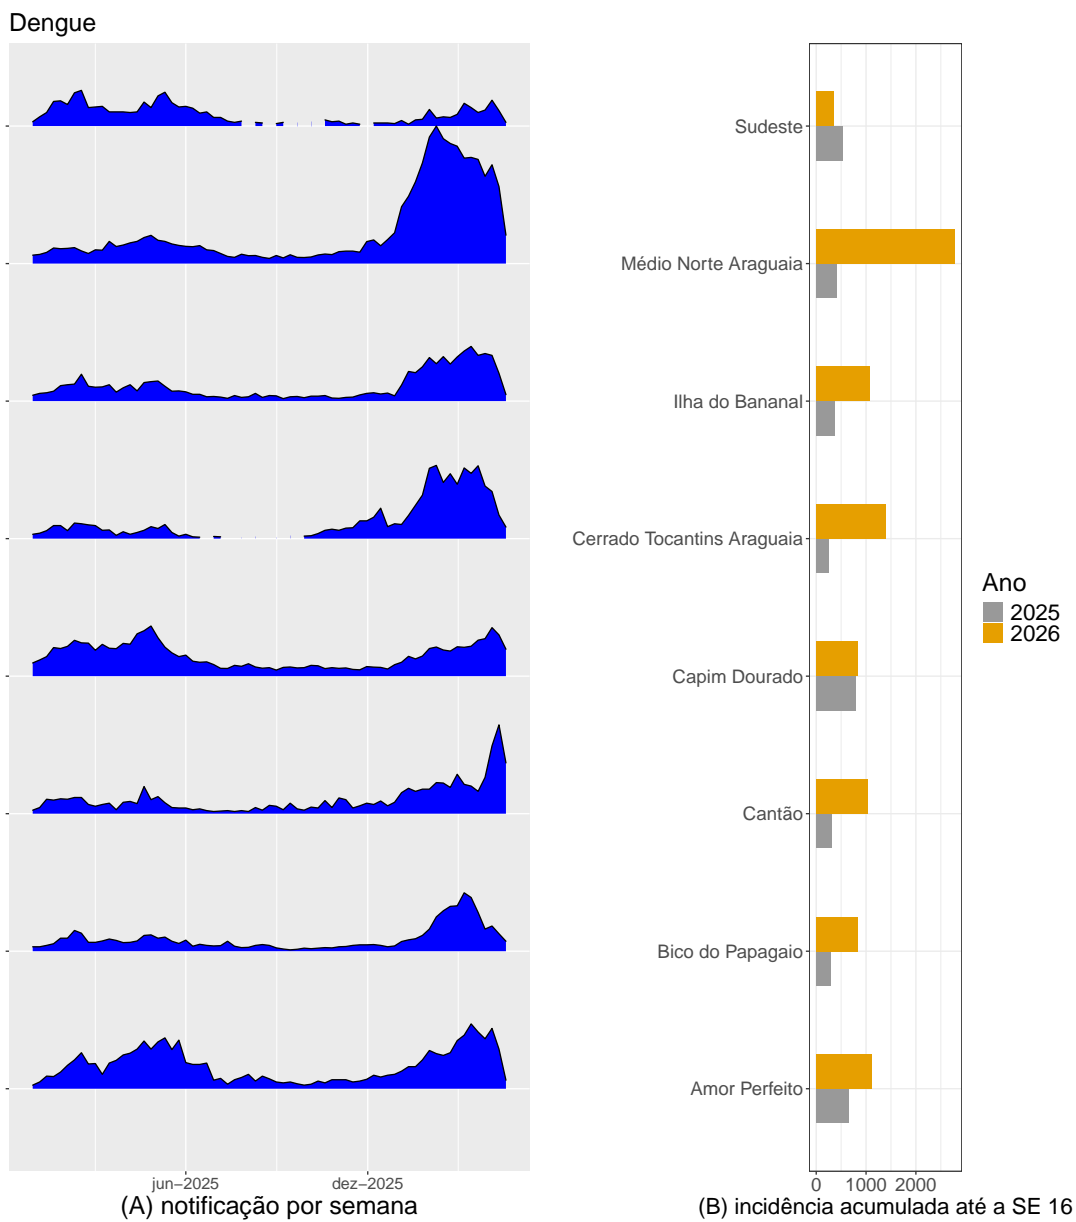 Dengue
Sudeste
Médio Norte Araguaia
Ilha do Bananal
Cerrado Tocantins Araguaia
Capim Dourado
Cantão
Bico do Papagaio
Amor Perfeito
Ano
2025
2026
jun−2025 dez−2025
0 1000 2000
(A) notificação por semana
(B) incidência acumulada até a SE 16